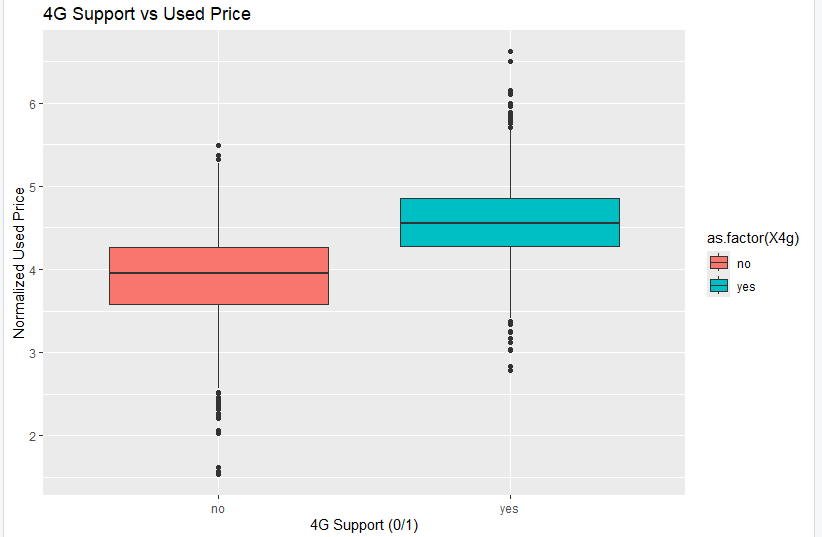 4G Support vs Used Price
Normalized Used Price
6
5
4
3
2
no
yes
4G Support (0/1)
as.factor(X4g)
no
yes